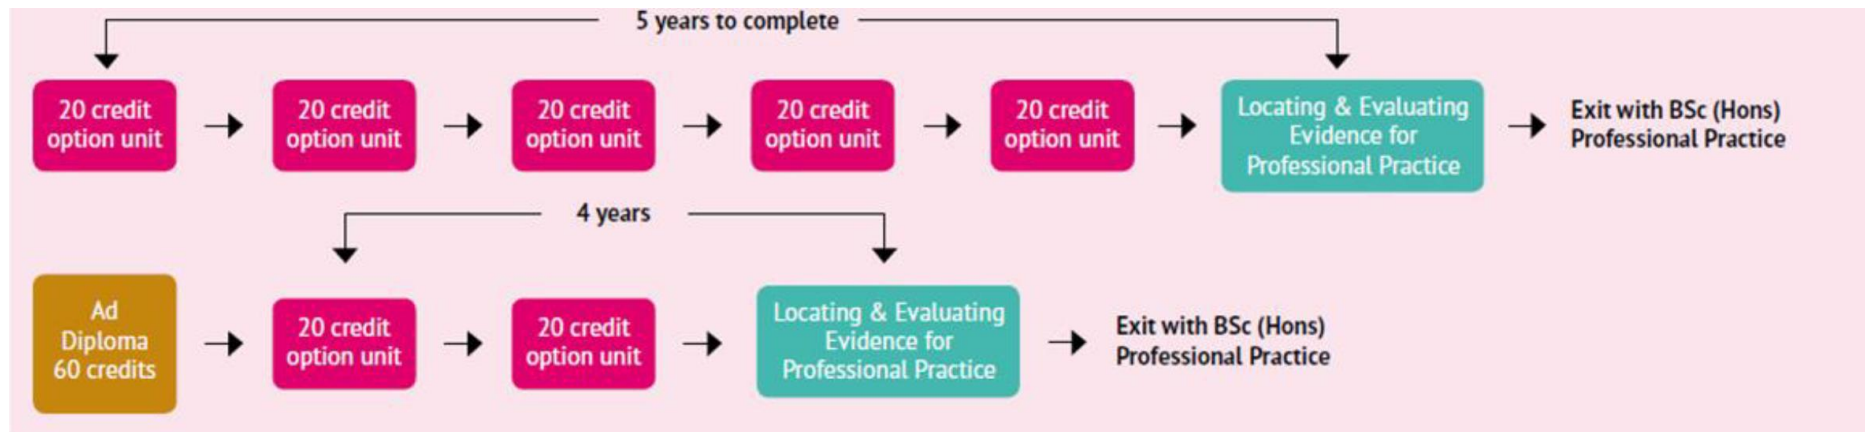 5 years to complete
20 credit
option unit
20 credit
option unit
20 credit
option unit
20 credit
option unit
20 credit
option unit
Locating & Evaluating
Evidence for
Professional Practice
Exit with BSc (Hons)
Professional Practice
4 years
Ad
Diploma
60 credits
20 credit
option unit
20 credit
option unit
Locating & Evaluating
Evidence for
Professional Practice
Exit with BSc (Hons)
Professional Practice